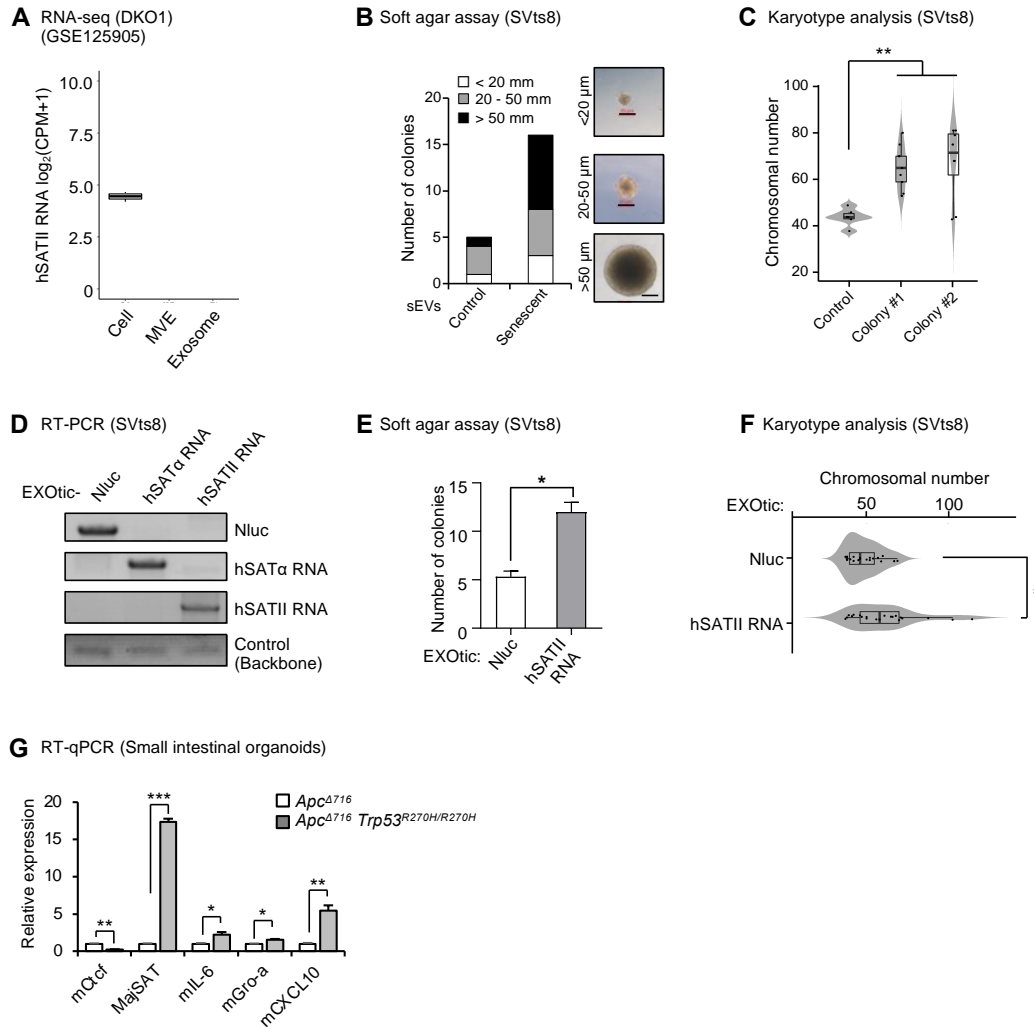 A RNA-seq (DKO1)
(GSE125905)
hSATII RNA log₂(CPM+1)
10.0
7.5
5.0
2.5
0
Cell
MVE
Exosome
B Soft agar assay (SVts8)
< 20 mm
20 - 50 mm
> 50 mm
Number of colonies
20
15
10
5
0
sEVs
Control
Senescent
<20 µm
20-50 µm
>50 µm
C Karyotype analysis (SVts8)
**
Chromosomal number
100
80
60
40
20
Control
Colony #1
Colony #2
D RT-PCR (SVts8)
EXOtic-
Nluc
hSATα RNA
hSATII RNA
Nluc
hSATα RNA
hSATII RNA
Control
(Backbone)
E Soft agar assay (SVts8)
*
Number of colonies
15
10
5
0
EXOtic:
Nluc
hSATII
RNA
F Karyotype analysis (SVts8)
Chromosomal number
EXOtic:
50
100
Nluc
hSATII RNA
G RT-qPCR (Small intestinal organoids)
Apc^Δ716
Apc^Δ716 Trp53^R270H/R270H
Relative expression
20
15
10
5
0
**
***
*
*
**
mCtcf
MajSAT
mIL-6
mGro-a
mCXCL10